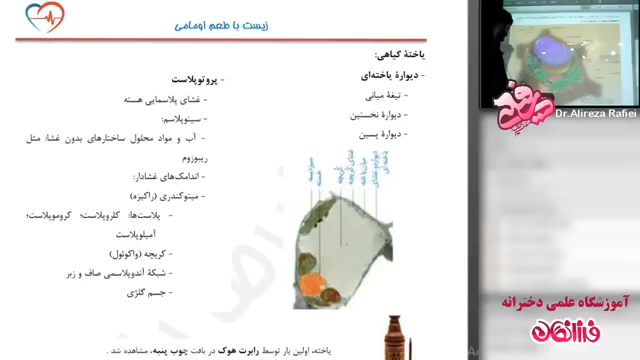 زیست با طعم اومامی
یاختهٔ گیاهی:
- دیوارهٔ یاخته‌ای
- تیغهٔ میانی
- دیوارهٔ نخستین
- دیوارهٔ پسین
- پروتوپلاست
- غشای پلاسمایی هسته
- سیتوپلاسم:
- آب و مواد محلول ساختارهای بدون غشا: مثل
ریبوزوم
- اندامک‌های غشادار:
- میتوکندری (راکیزه)
- پلاست‌ها: کلروپلاست؛ کروموپلاست؛
آمیلوپلاست
- کریچه (واکوئول)
- شبکهٔ آندوپلاسمی صاف و زبر
- جسم گلژی
هسته
کریچه
یاخته، اولین بار توسط رابرت هوک در بافت چوب پنبه، مشاهده شد .
Dr.Alireza Rafiei
آموزشگاه علمی دخترانه
فرزانگان